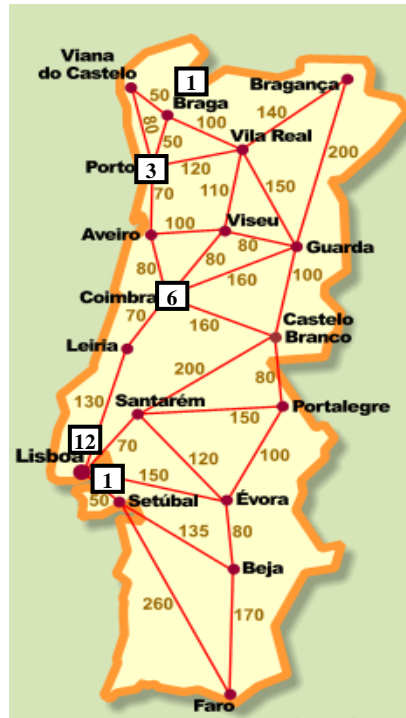 Viana
do Castelo
1
Bragança
50
Braga
80
50
100
140
Vila Real
Porto
3
120
200
70
110
150
100
Viseu
Aveiro
80
Guarda
80
80
160
100
Coimbra
6
70
160
Castelo
Branco
Leiria
200
80
130
Santarém
150
Portalegre
12
Lisboa
70
120
100
1
150
50
Setúbal
Évora
135
80
Beja
260
170
Faro